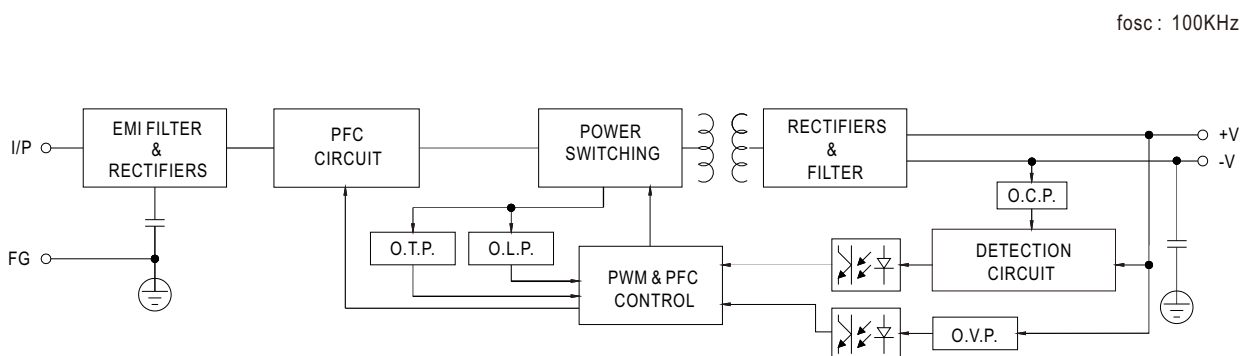 fosc : 100KHz
I/P
EMI FILTER
&
RECTIFIERS
PFC
CIRCUIT
POWER
SWITCHING
RECTIFIERS
&
FILTER
+V
-V
O.C.P.
FG
O.T.P.
O.L.P.
PWM & PFC
CONTROL
DETECTION
CIRCUIT
O.V.P.